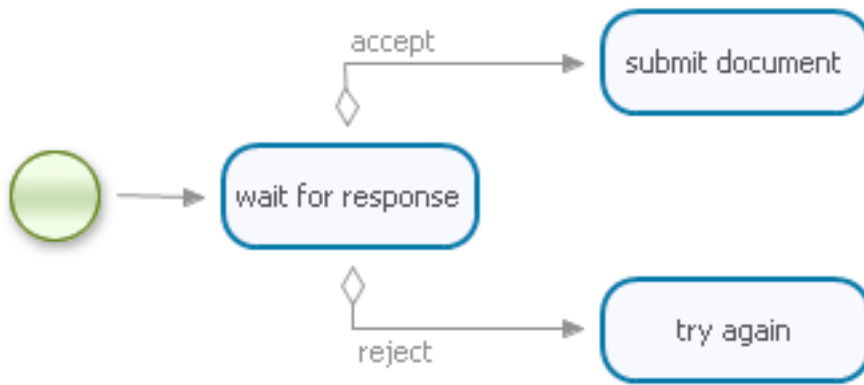 accept
submit document
wait for response
reject
try again